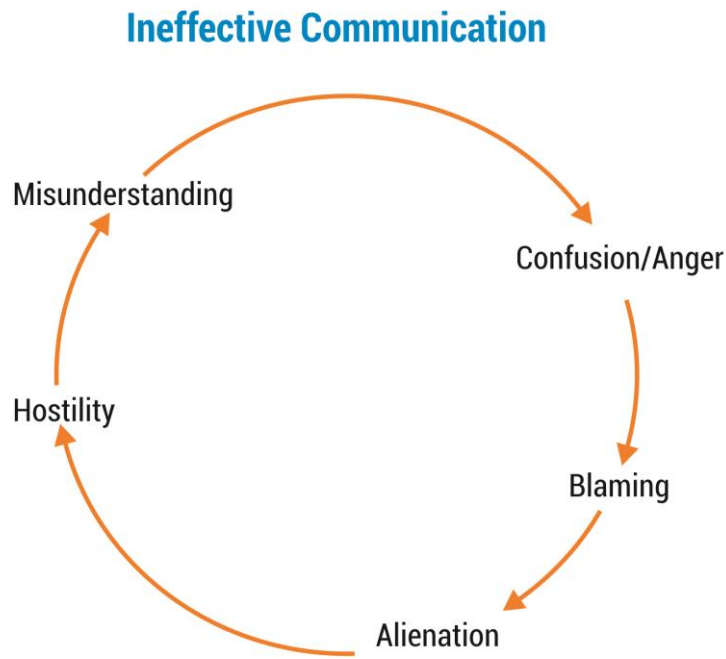 Ineffective Communication
Misunderstanding
Confusion/Anger
Blaming
Alienation
Hostility